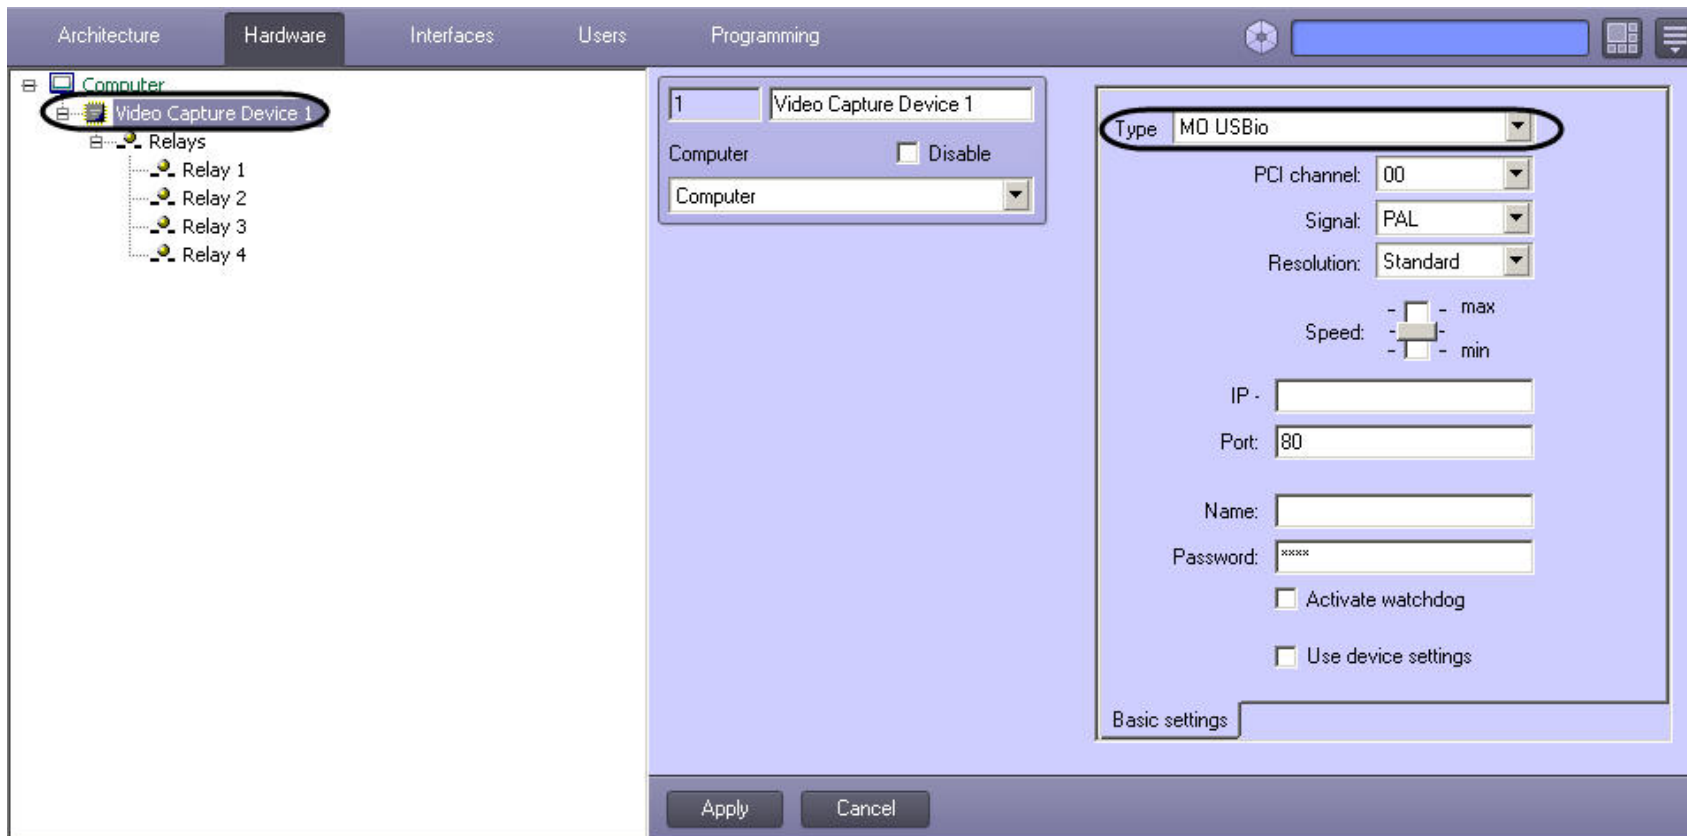 Architecture Hardware Interfaces Users Programming
Computer
Video Capture Device 1
Relays
Relay 1
Relay 2
Relay 3
Relay 4
1 Video Capture Device 1
Computer Disable
Computer
Type MO USBio
PCI channel: 00
Signal: PAL
Resolution: Standard
max
Speed:
min
IP -
Port: 80
Name:
Password: ****
Activate watchdog
Use device settings
Basic settings
Apply Cancel